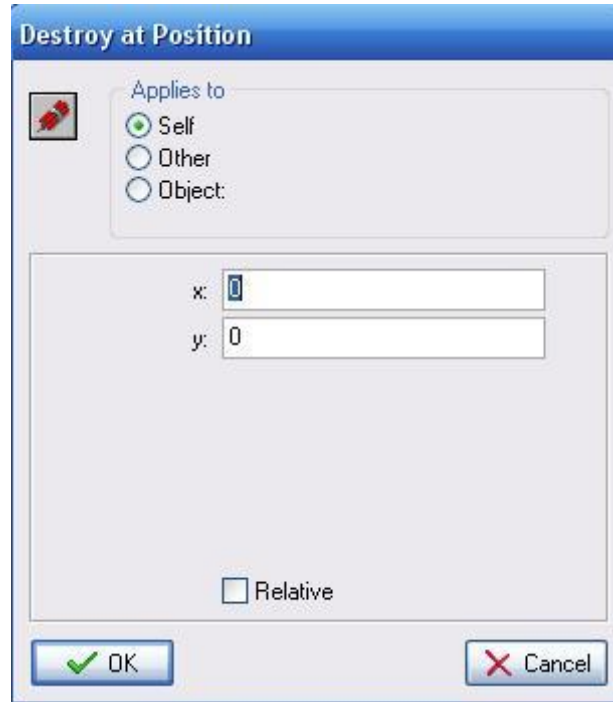 Destroy at Position
Applies to
Self
Other
Object:
x: 0
y: 0
Relative
OK
Cancel